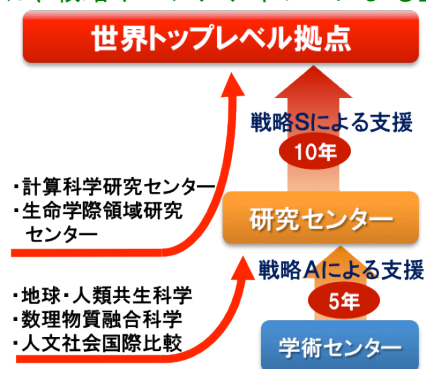 世界トップレベル拠点
戦略Sによる支援
10年
・計算科学研究センター
・生命学際領域研究
センター
研究センター
戦略Aによる支援
5年
・地球・人類共生科学
・数理物質融合科学
・人文社会国際比較
学術センター